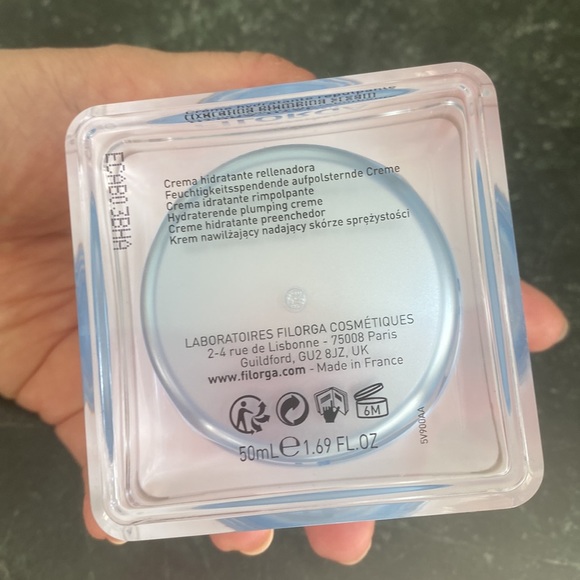 Crema hidratante rellenadora
Feuchtigkeitsspendende aufpolsternde Creme
Crema idratante rimpolpante
Hydraterende plumping creme
Creme hidratante preenchedor
Krem nawilżający nadający skórze sprężystości
LABORATOIRES FILORGA COSMÉTIQUES
2-4 rue de Lisbonne - 75008 Paris
Guildford, GU2 8JZ, UK
www.filorga.com - Made in France
6M
50mL ℮ 1.69 FL.OZ
5V900AA